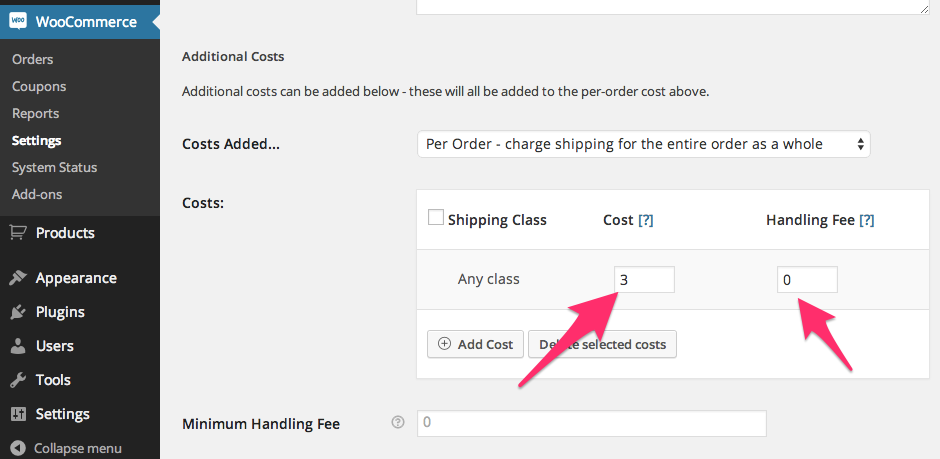 WOO WooCommerce
Orders
Coupons
Reports
Settings
System Status
Add-ons
Products
Appearance
Plugins
Users
Tools
Settings
Collapse menu
Additional Costs
Additional costs can be added below - these will all be added to the per-order cost above.
Costs Added... Per Order - charge shipping for the entire order as a whole
Costs:
Shipping Class Cost [?] Handling Fee [?]
Any class 3 0
Add Cost Delete selected costs
Minimum Handling Fee ? 0